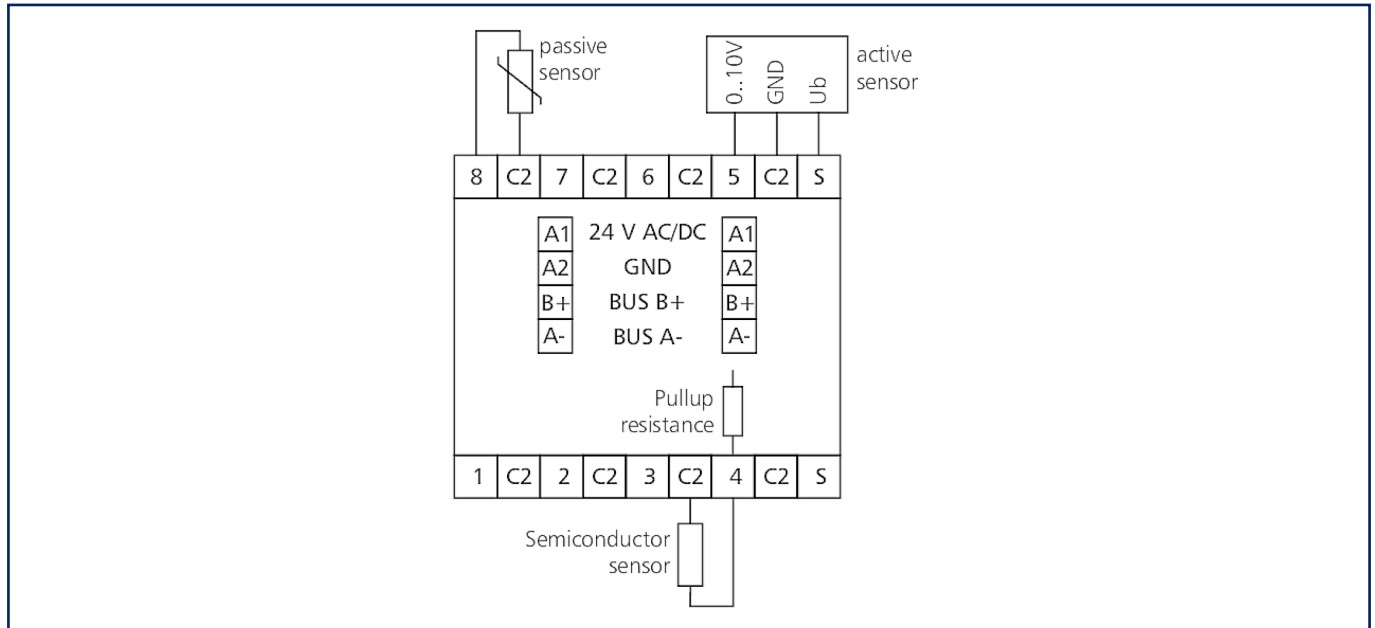 passive
sensor
0..10V
GND
Ub
active
sensor
8 C2 7 C2 6 C2 5 C2 S
A1 24 V AC/DC A1
A2 GND A2
B+ BUS B+ B+
A- BUS A- A-
Pullup
resistance
1 C2 2 C2 3 C2 4 C2 S
Semiconductor
sensor